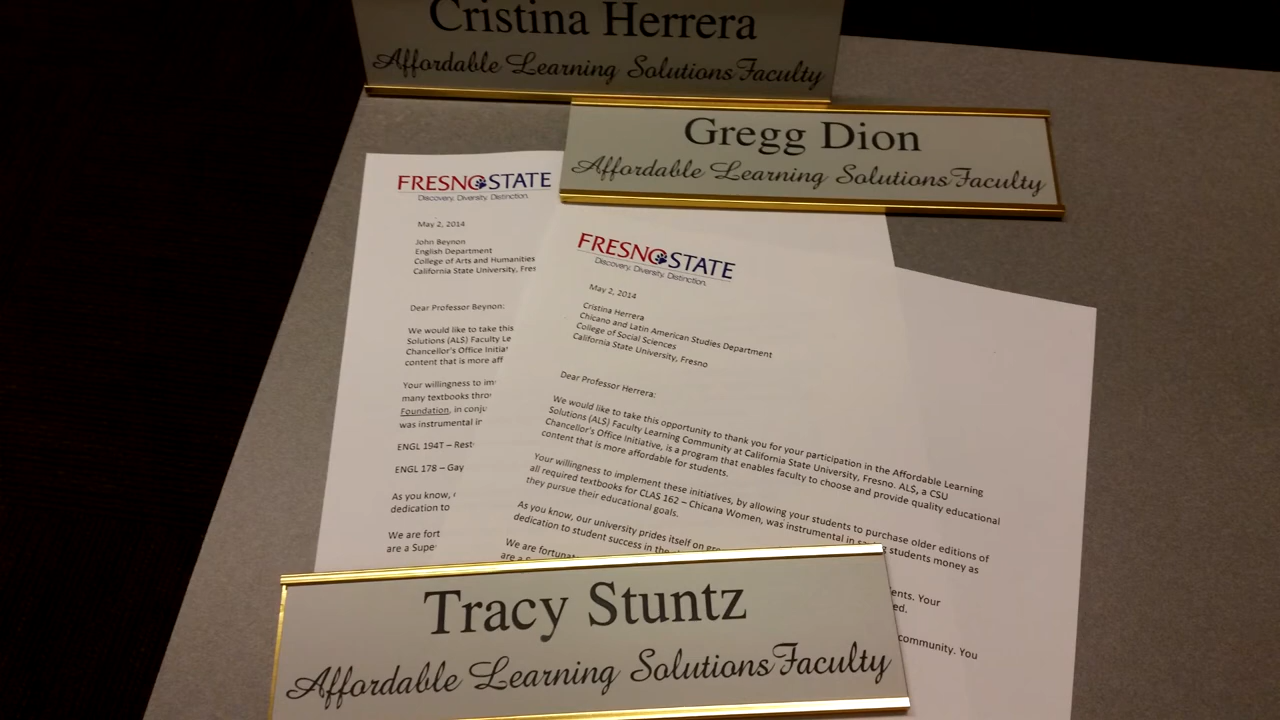 Cristina Herrera
Affordable Learning Solutions Faculty
Gregg Dion
Affordable Learning Solutions Faculty
FRESNO STATE
Discovery. Diversity. Distinction.
May 2, 2014
John Beynon
English Department
College of Arts and Humanities
California State University, Fres
Dear Professor Beynon:
We would like to take this
Solutions (ALS) Faculty Le
Chancellor's Office Initia
content that is more aff
Your willingness to im
many textbooks thro
Foundation, in conju
was instrumental in
ENGL 194T – Rest
ENGL 178 – Gay
As you know,
dedication to
We are fort
are a Supe
FRESNO STATE
Discovery. Diversity. Distinction.
May 2, 2014
Cristina Herrera
Chicano and Latin American Studies Department
College of Social Sciences
California State University, Fresno
Dear Professor Herrera:
We would like to take this opportunity to thank you for your participation in the Affordable Learning
Solutions (ALS) Faculty Learning Community at California State University, Fresno. ALS, a CSU
Chancellor's Office Initiative, is a program that enables faculty to choose and provide quality educational
content that is more affordable for students.
Your willingness to implement these initiatives, by allowing your students to purchase older editions of
all required textbooks for CLAS 162 – Chicana Women, was instrumental in students money as
they pursue their educational goals.
As you know, our university prides itself on
dedication to student success in the
We are fortunat
are a
ents. Your
ed.
community. You
Tracy Stuntz
Affordable Learning Solutions Faculty